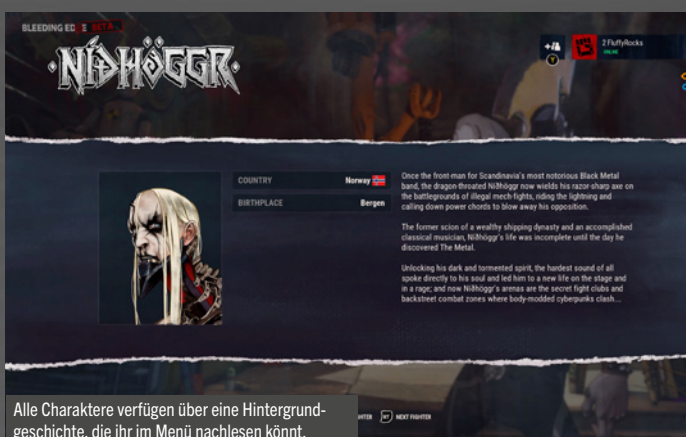 BLEEDING EDGE BETA
NÍÐHÖGGR
2 FluffyRocks
ONLINE
Y
COUNTRY
Norway
BIRTHPLACE
Bergen
Once the front-man for Scandinavia's most notorious Black Metal
band, the dragon-throated Níðhöggr now wields his razor-sharp axe on
the battlegrounds of illegal mech-fights, riding the lightning and
calling down power chords to blow away his opposition.
The former scion of a wealthy shipping dynasty and an accomplished
classical musician, Níðhöggr's life was incomplete until the day he
discovered The Metal.
Unlocking his dark and tormented spirit, the hardest sound of all
spoke directly to his soul and led him to a new life on the stage and
in a rage; and now Níðhöggr's arenas are the secret fight clubs and
backstreet combat zones where body-modded cyberpunks clash...
RT NEXT FIGHTER
Alle Charaktere verfügen über eine Hintergrund-
geschichte, die ihr im Menü nachlesen könnt.